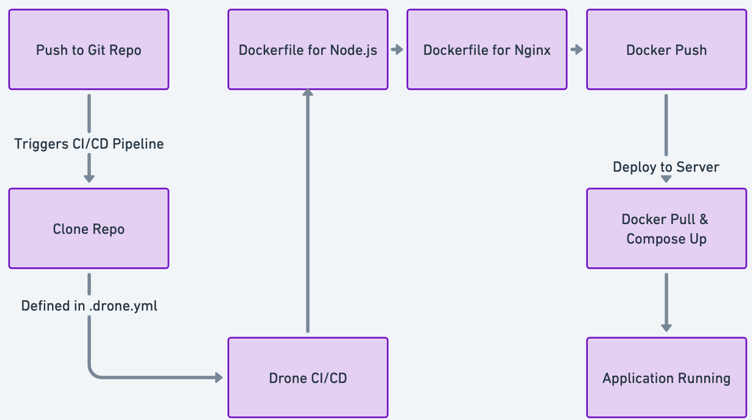 Push to Git Repo
Dockerfile for Node.js
Dockerfile for Nginx
Docker Push
Triggers CI/CD Pipeline
Deploy to Server
Clone Repo
Docker Pull &
Compose Up
Defined in .drone.yml
Drone CI/CD
Application Running